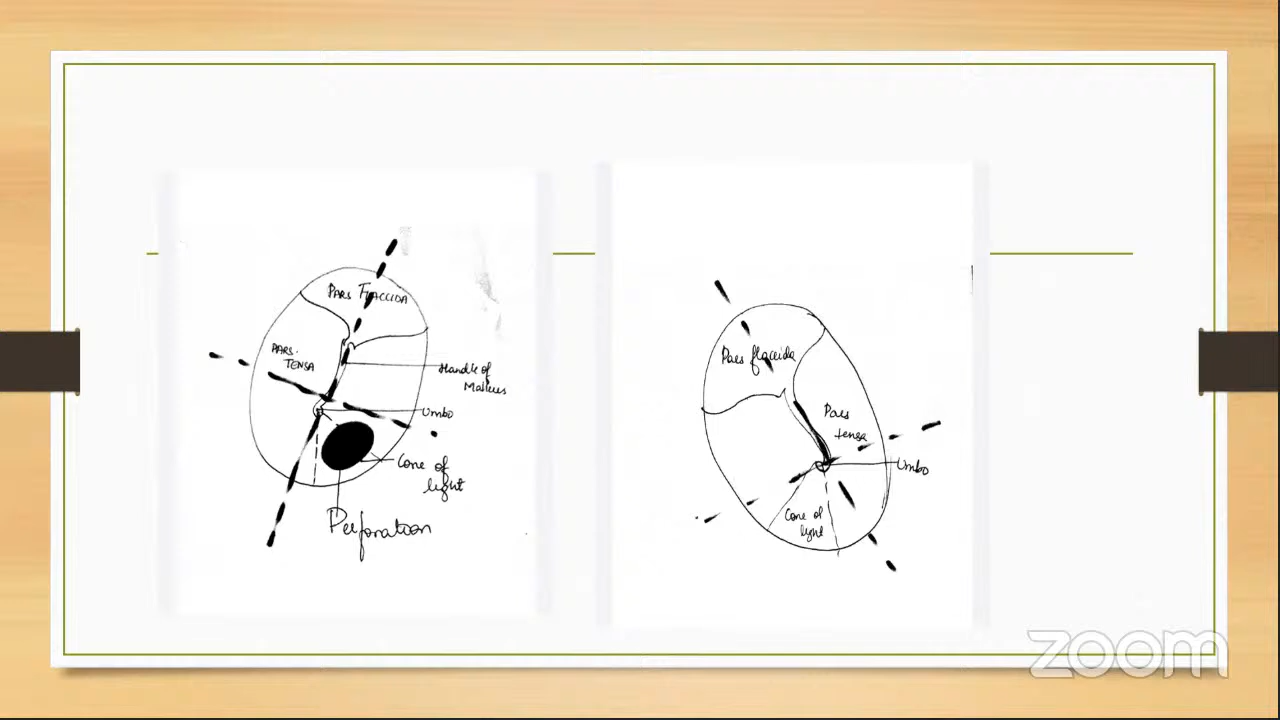 PARS FLACCIDA
PARS.
TENSA
Handle of
Malleus
Umbo
Cone of
light
Perforation
Pars flaccida
Pars
tensa
Umbo
Cone of
light
zoom